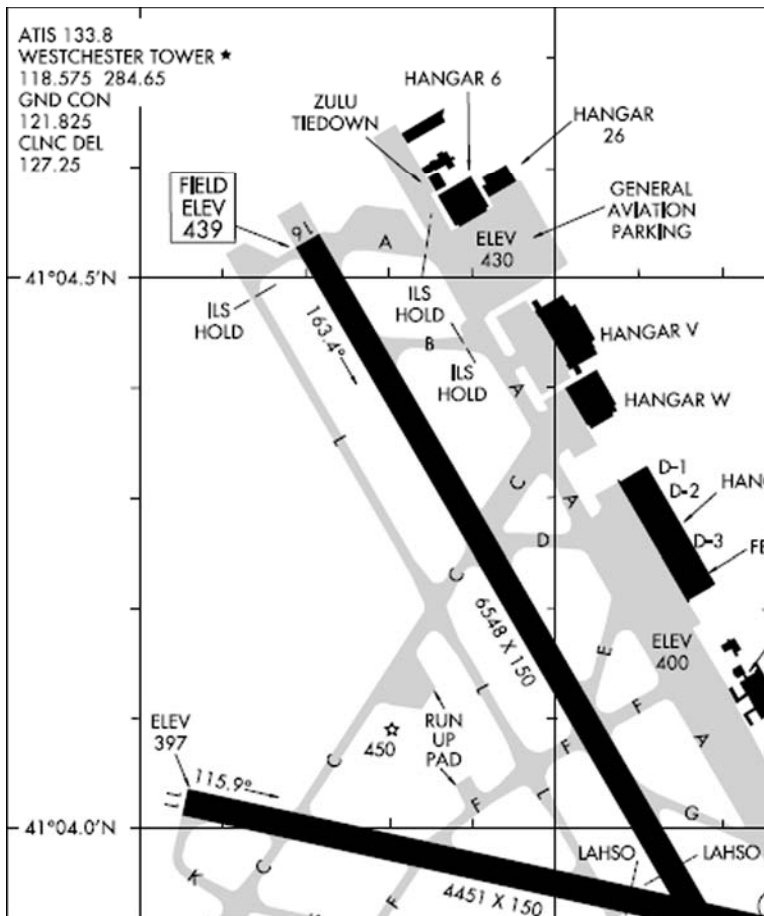 ATIS 133.8
WESTCHESTER TOWER ★
118.575 284.65
GND CON
121.825
CLNC DEL
127.25
HANGAR 6
ZULU
TIEDOWN
HANGAR
26
FIELD
ELEV
439
GENERAL
AVIATION
PARKING
16
A
ELEV
430
41°04.5'N
ILS
HOLD
ILS
HOLD
163.4°
B
ILS
HOLD
HANGAR V
A
HANGAR W
L
C
D-1
D-2
HANG
A
D
D-3
FE
C
6548 X 150
E
ELEV
400
L
F
ELEV
397
RUN
UP
PAD
450
F
A
C
115.9°
11
L
F
G
41°04.0'N
LAHSO
LAHSO
K
C
F
4451 X 150